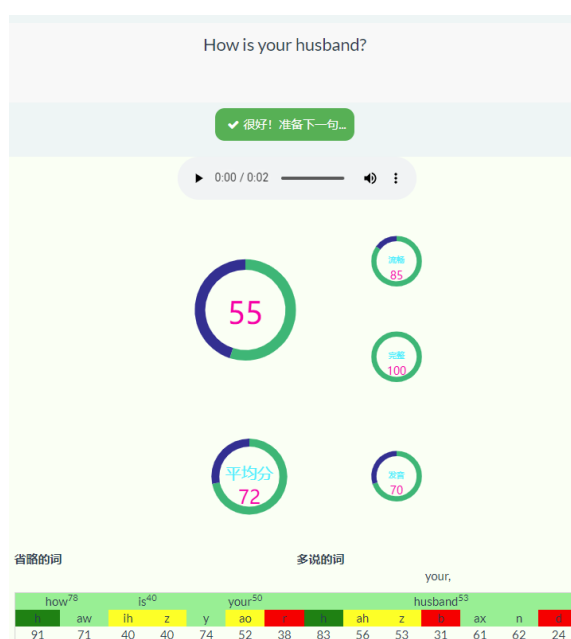 How is your husband?
✔ 很好！准备下一句...
0:00 / 0:02
流畅
85
55
完整
100
平均分
72
发音
70
省略的词 多说的词
your,
how78 is40 your50 husband53
h aw ih z y ao r h ah z b ax n d
91 71 40 40 74 52 38 83 56 53 31 61 62 24